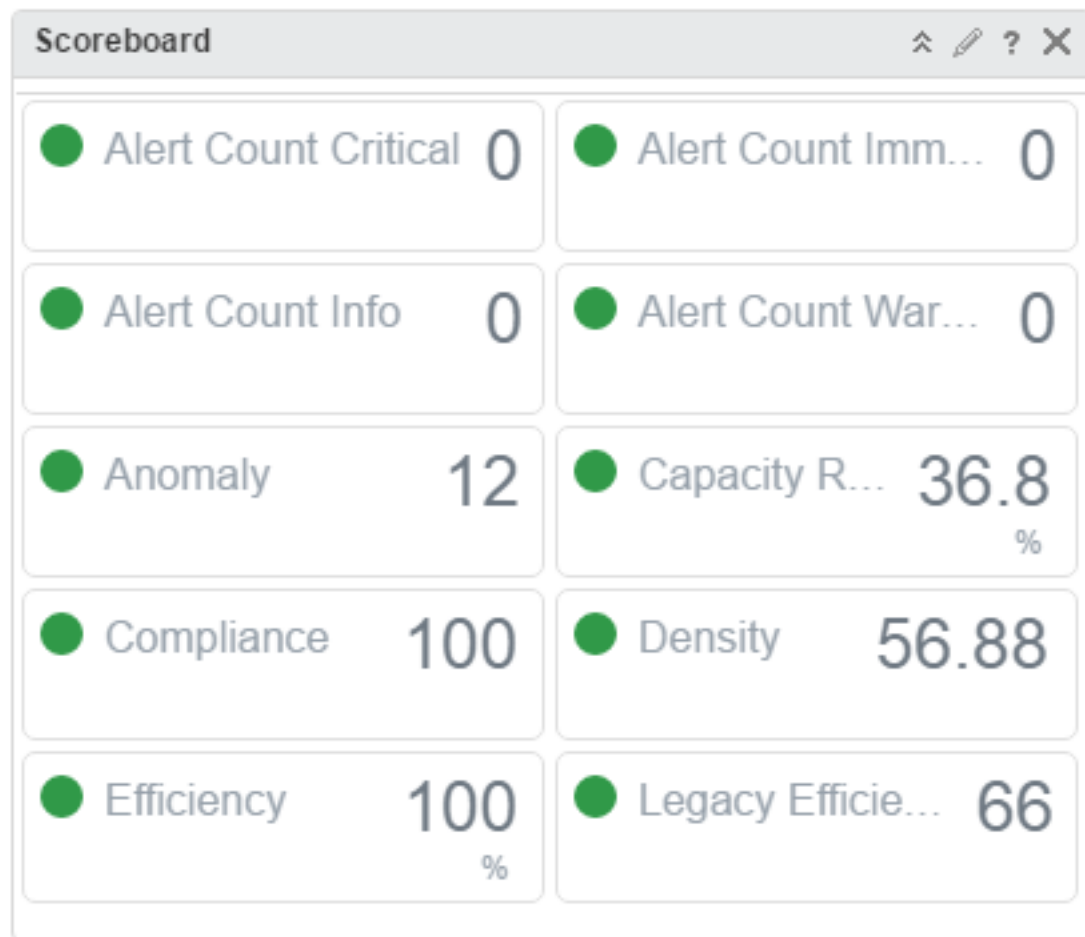 Scoreboard ?
Alert Count Critical 0
Alert Count Imm... 0
Alert Count Info 0
Alert Count War... 0
Anomaly 12
Capacity R... 36.8
%
Compliance 100
Density 56.88
Efficiency 100
%
Legacy Efficie... 66